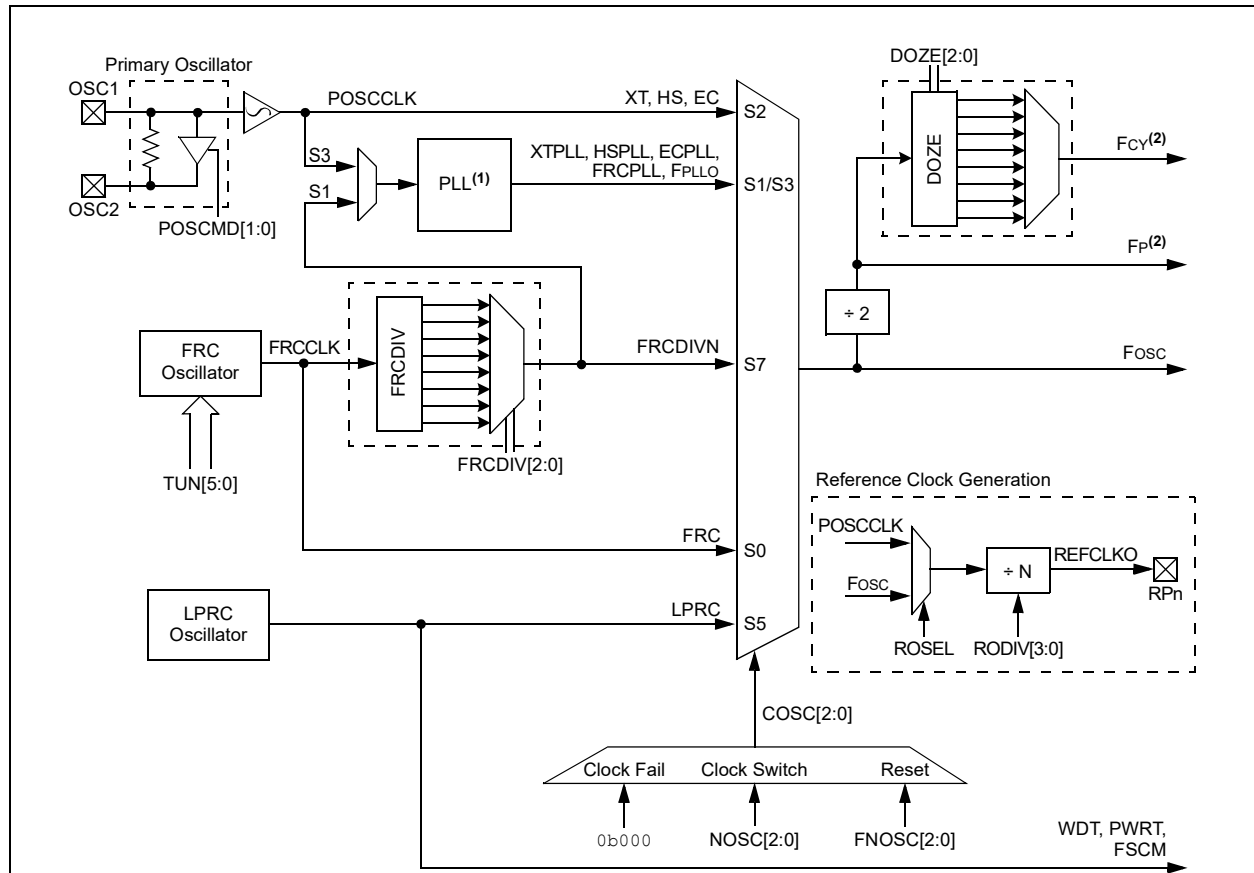 Primary Oscillator
DOZE[2:0]
OSC1
POSCCLK
XT, HS, EC
S2
S3
XTPLL, HSPLL, ECPLL,
FRCPLL, FPLLO
DOZE
FCY(2)
PLL(1)
S1/S3
S1
OSC2
POSCMD[1:0]
FP(2)
÷ 2
FRC
Oscillator
FRCCLK
FRCDIV
FRCDIVN
S7
FOSC
FRCDIV[2:0]
TUN[5:0]
Reference Clock Generation
POSCCLK
FRC
S0
REFCLKO
÷ N
FOSC
RPn
LPRC
Oscillator
LPRC
S5
ROSEL
RODIV[3:0]
COSC[2:0]
Clock Fail
Clock Switch
Reset
0b000
NOSC[2:0]
FNOSC[2:0]
WDT, PWRT,
FSCM